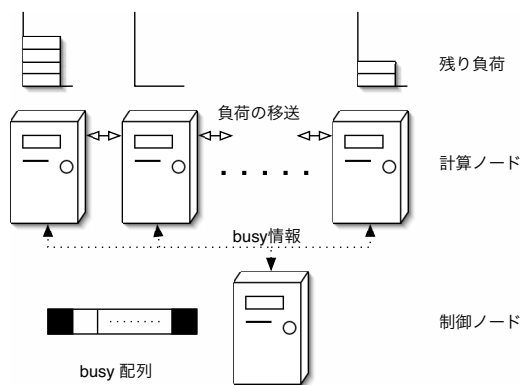 残り負荷
負荷の移送
計算ノード
busy情報
制御ノード
busy 配列